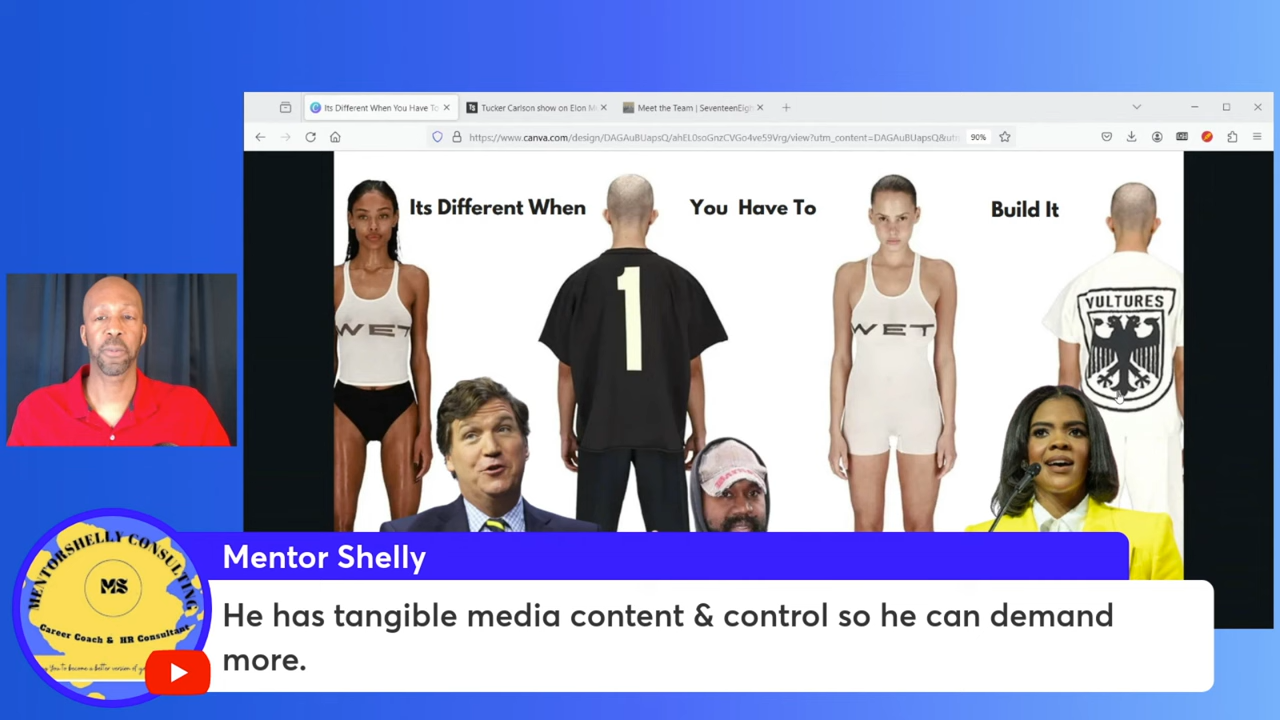 Its Different When You Have To
Tucker Carlson show on Elon M
Meet the Team | SeventeenEigh
https://www.canva.com/design/DAGAuBUapsQ/ahEL0soGnzCVGo4ve59Vrg/view?utm_content=DAGAuBUapsQ&utm
90%
Its Different When You Have To Build It
WET
1
WET
VULTURES
MENTORSHELLY CONSULTING
MS
Career Coach & HR Consultant
Mentor Shelly
He has tangible media content & control so he can demand
more.